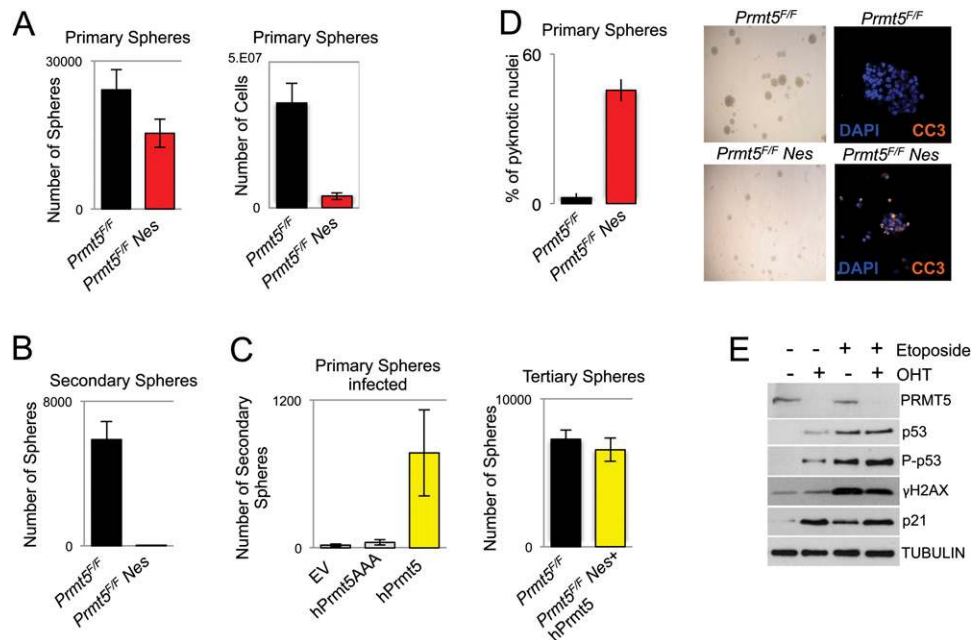 A
Primary Spheres
30000
0
Number of Spheres
Prmt5F/F
Prmt5F/F Nes
Primary Spheres
5.E07
0
Number of Cells
Prmt5F/F
Prmt5F/F Nes
D
Primary Spheres
60
0
% of pyknotic nuclei
Prmt5F/F
Prmt5F/F Nes
Prmt5F/F
Prmt5F/F
DAPI CC3
Prmt5F/F Nes
Prmt5F/F Nes
DAPI CC3
B
Secondary Spheres
8000
0
Number of Spheres
Prmt5F/F
Prmt5F/F Nes
C
Primary Spheres
infected
1200
0
Number of Secondary
Spheres
EV
hPrmt5AAA
hPrmt5
Tertiary Spheres
10000
0
Number of Spheres
Prmt5F/F
Prmt5F/F Nes+
hPrmt5
E
- - + + Etoposide
- + - + OHT
PRMT5
p53
P-p53
γH2AX
p21
TUBULIN